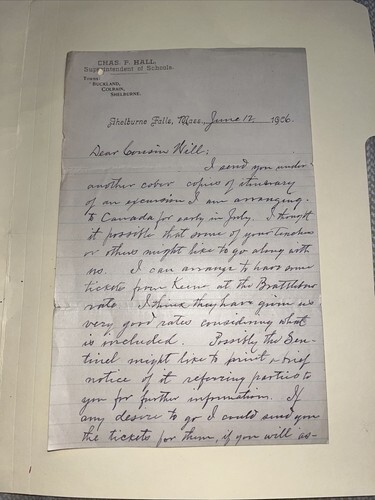 CHAS. F. HALL,
Superintendent of Schools.
Towns:
ROCKLAND,
COLRAIN,
SHELBURNE.
Shelburne Falls, Mass. June 12, 1906.
Dear Cousin Will:
I send you under
another cober copies of itinerary
of an excursion I am arranging
to Canada for early in July. I thought
it possible that some of your teachers
or others might like to go along with
us. I can arrange to have some
tickets from Keene at the Brattleboro
rate. I think they have given us
very good rates considering what
is included. Possibly the Sen-
tinel might like to print a brief
notice of it referring parties to
you for further information. If
any desire to go I could send you
the tickets for them, if you will as-